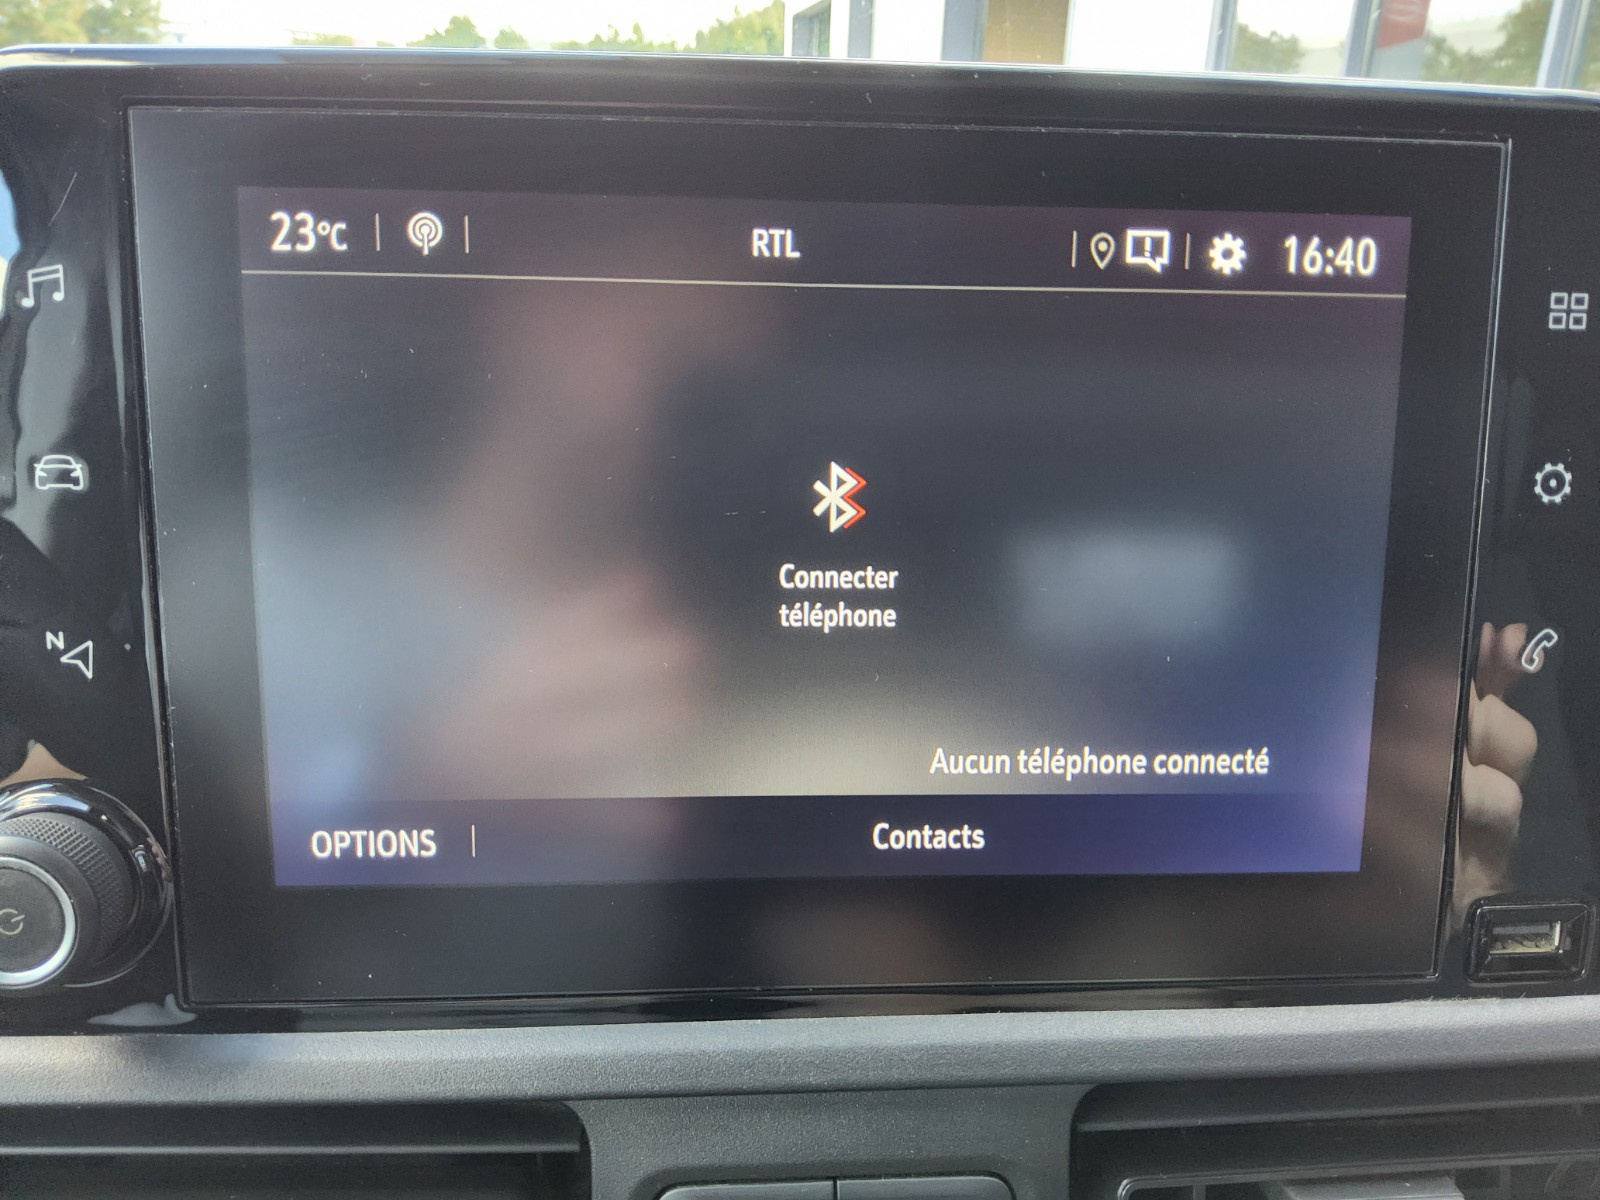 23°C
RTL
16:40
N
Connecter
téléphone
Aucun téléphone connecté
OPTIONS
Contacts